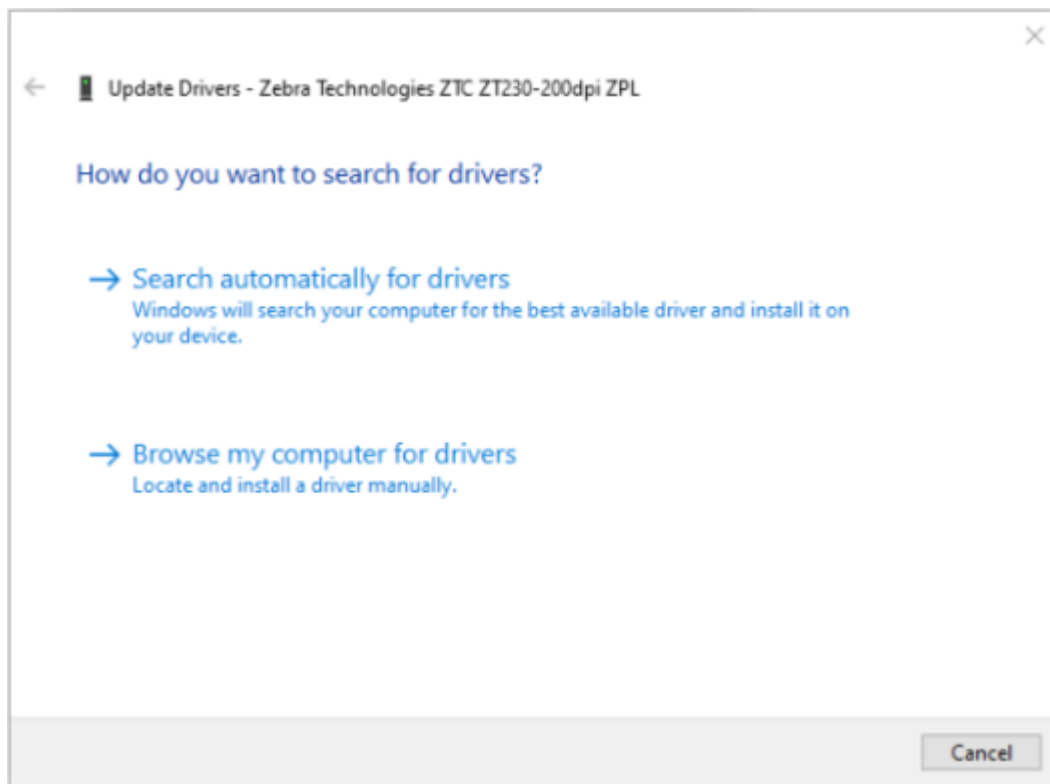 Update Drivers - Zebra Technologies ZTC ZT230-200dpi ZPL
How do you want to search for drivers?
Search automatically for drivers
Windows will search your computer for the best available driver and install it on
your device.
Browse my computer for drivers
Locate and install a driver manually.
Cancel